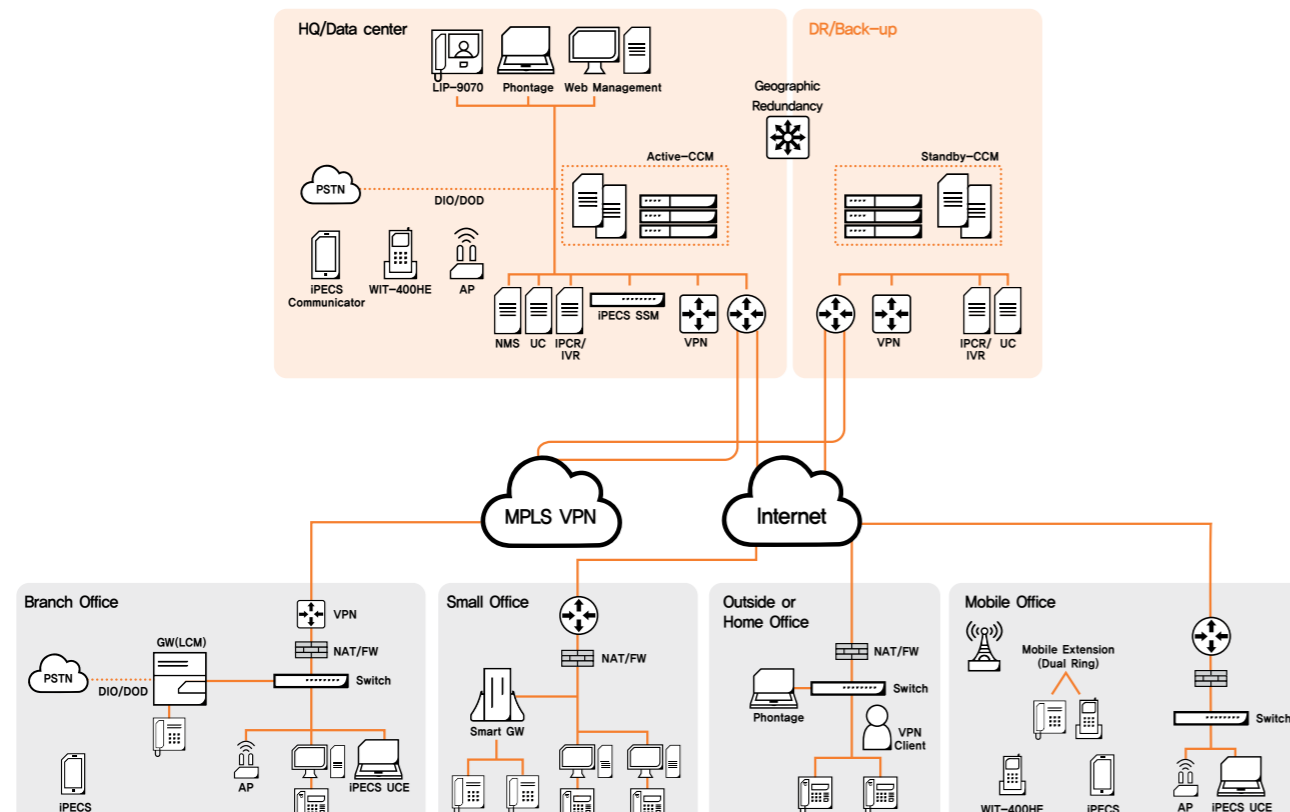 HQ/Data center
LIP-9070
Phontage
Web Management
PSTN
DIO/DOD
Active-CCM
iPECS
Communicator
WIT-400HE
AP
NMS
UC
IPCR/
IVR
iPECS SSM
VPN
Geographic
Redundancy
DR/Back-up
Standby-CCM
VPN
IPCR/
IVR
UC
MPLS VPN
Internet
Branch Office
VPN
NAT/FW
GW(LCM)
Switch
PSTN
DIO/DOD
AP
iPECS UCE
iPECS
Small Office
NAT/FW
Smart GW
Outside or
Home Office
NAT/FW
Switch
Phontage
VPN
Client
Mobile Office
Mobile Extension
(Dual Ring)
Switch
WIT-400HE
iPECS
AP
iPECS UCE